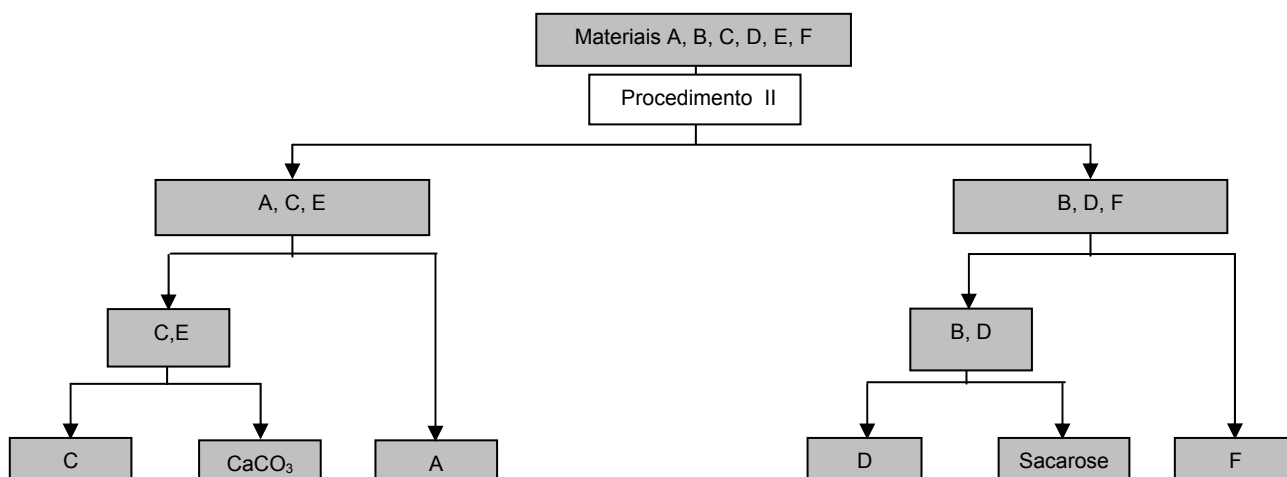 Materiais A, B, C, D, E, F
Procedimento II
A, C, E
B, D, F
C,E
B, D
C
CaCO₃
A
D
Sacarose
F